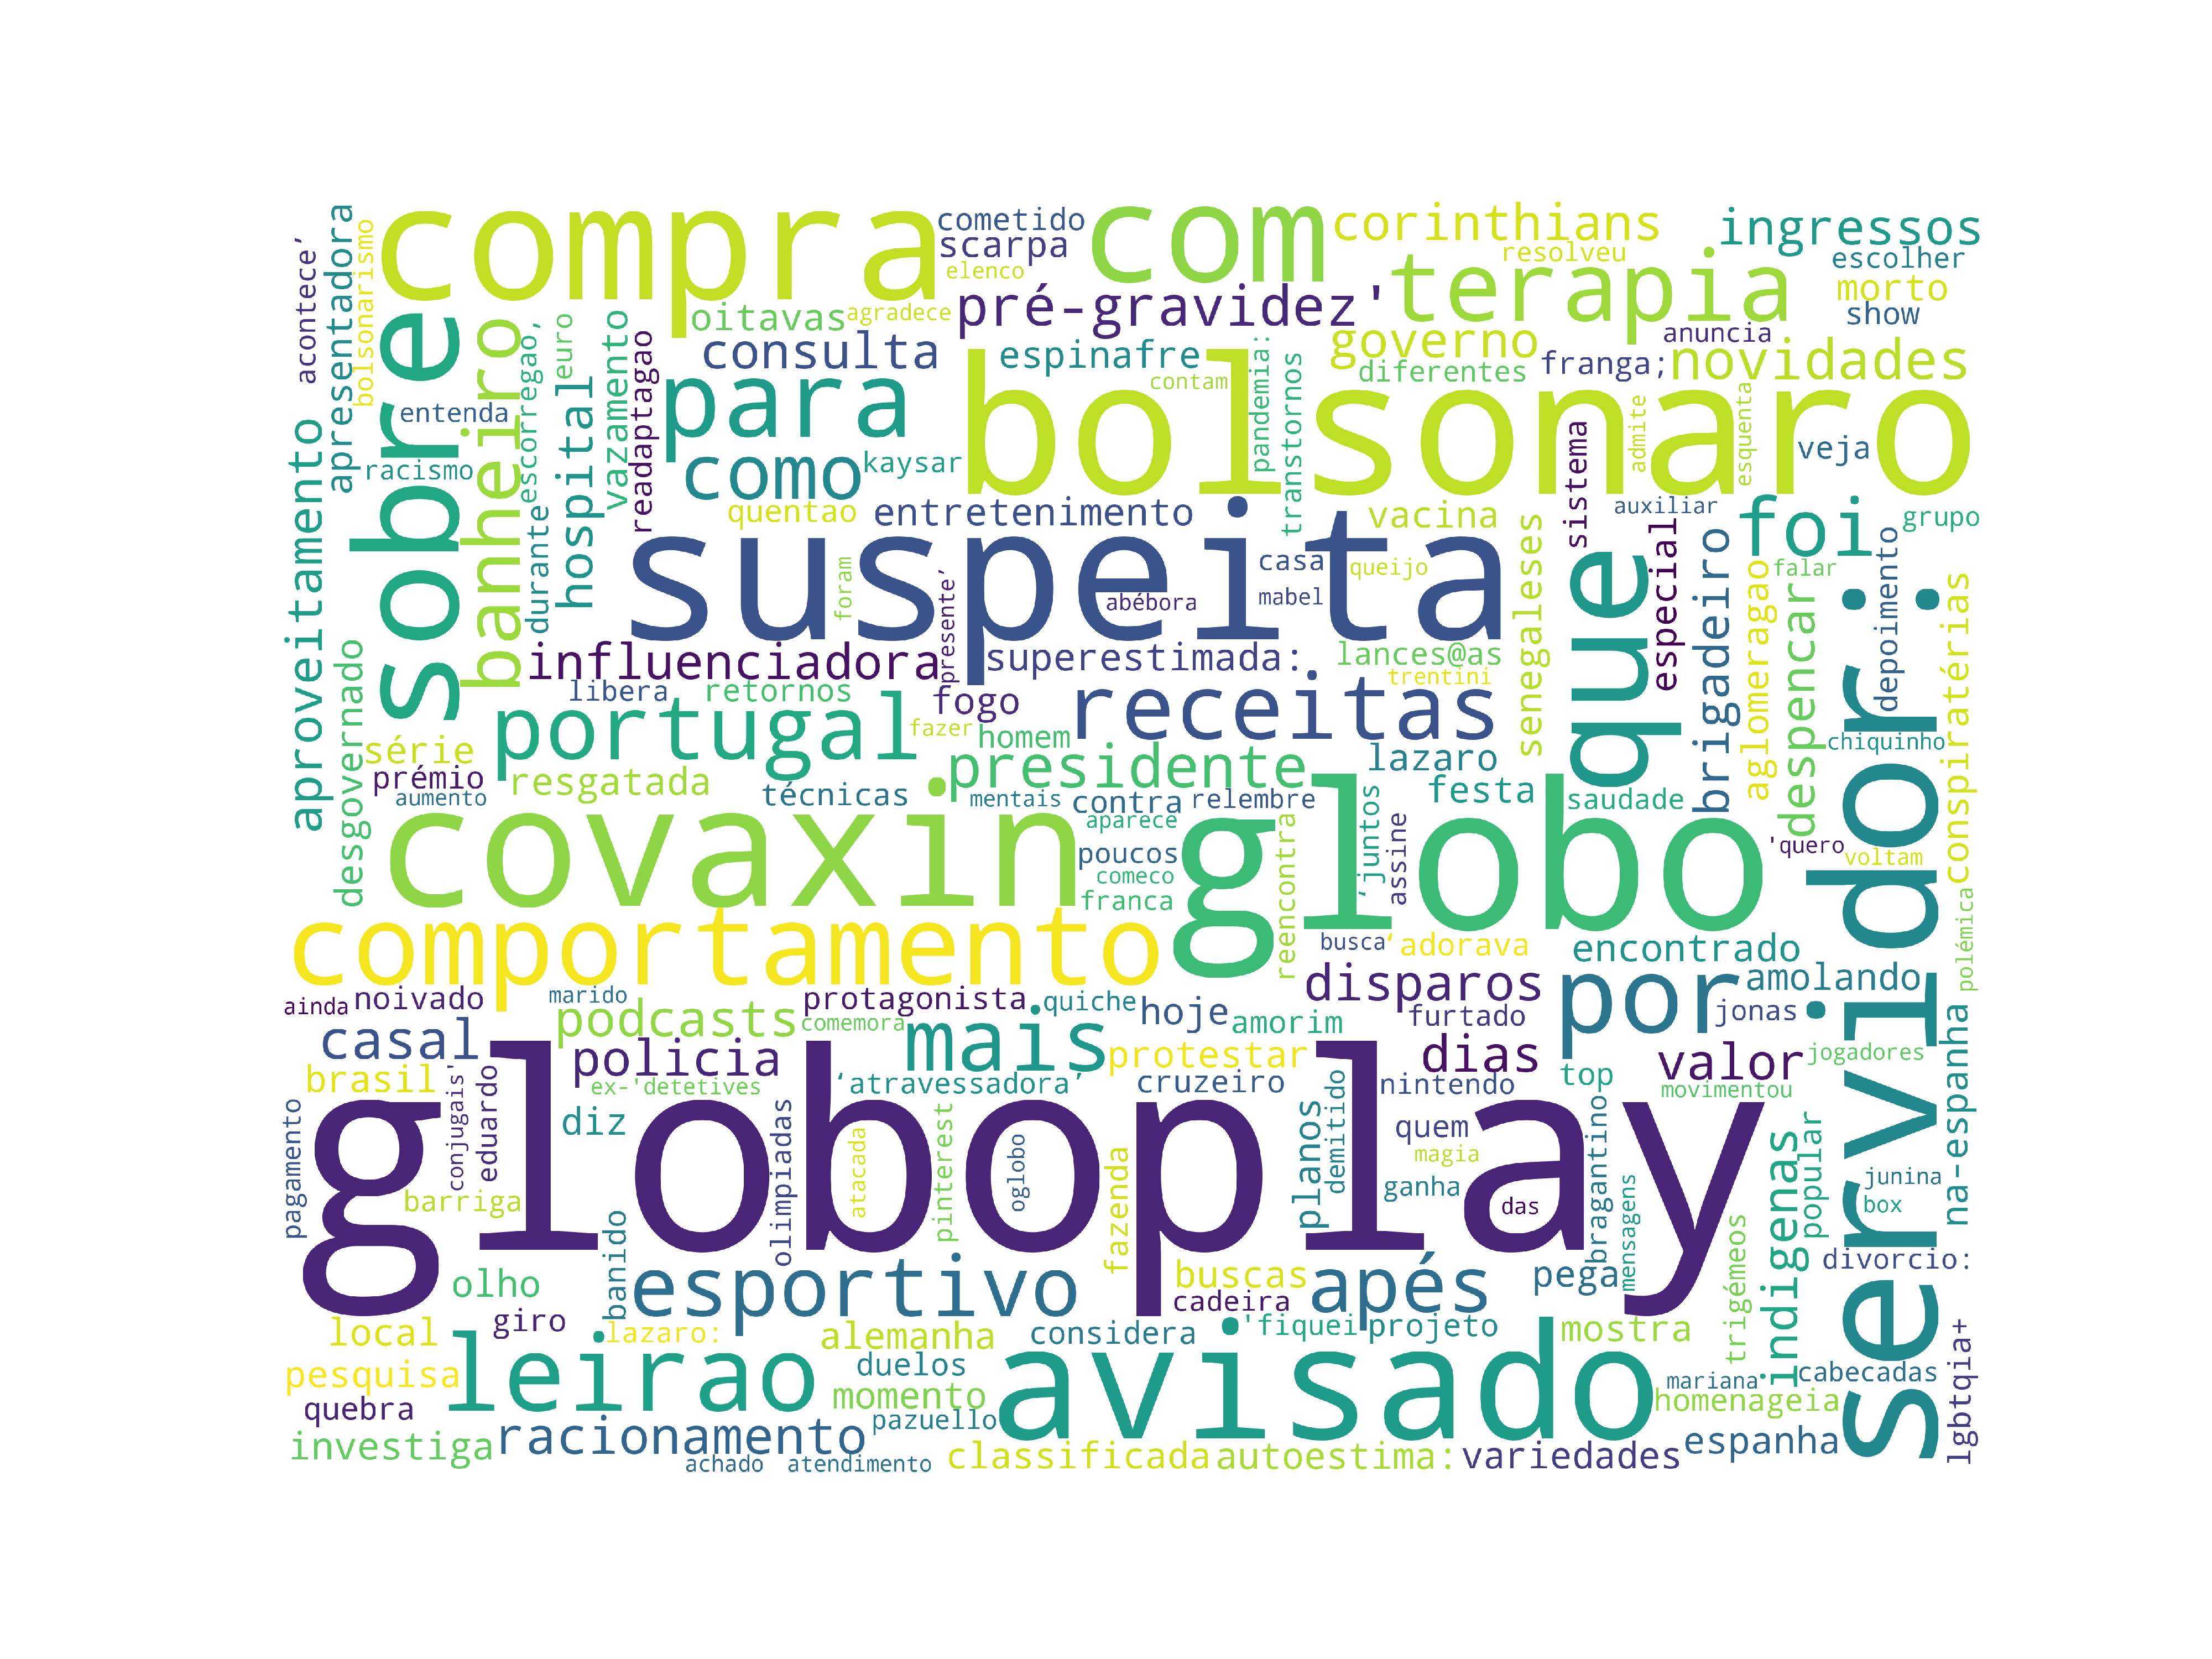 compra
com
cometido
scarpa
elenco
corinthians
resolveu
ingressos
escolher
morto
show
terapia
pré-gravidez'
oitavas
agradece
governo
anuncia
acontece’
apresentadora
bolsonarismo
sobre
banheiro
escorregao,
euro
vazamento
readaptagao
consulta
espinafre
contam
pandemia:
transtornos
diferentes
franga;
novidades
para
bolsonaro
como
kaysar
entenda
racismo
hospital
durante
aproveitamento
quentao
entretenimento
vacina
sistema
admite
esquenta
veja
auxiliar
foi
grupo
suspeita
casa
queijo
abébora
mabel
foram
presente’
senegaleses
que
especial
brigadeiro
aglomeragao
falar
despencar
depoimento
servidor:
conspiratérias
influenciadora
superestimada:
lances@as
trentini
libera
retornos
fogo
receitas
portugal
fazer
homem
presidente
lazaro
chiquinho
desgovernado
série
prémio
aumento
resgatada
técnicas
mentais
contra
relembre
aparece
festa
saudade
covaxin
globo
poucos
comeco
franca
reencontra
‘juntos
assine
'quero
voltam
polémica
comportamento
busca
‘adorava
encontrado
ainda
noivado
marido
protagonista
quiche
hoje
disparos
por
amolando
casal
podcasts
comemora
mais
amorim
furtado
jonas
na-espanha
brasil
policia
protestar
dias
valor
jogadores
ex-'detetives
‘atravessadora’
cruzeiro
nintendo
top
movimentou
pagamento
conjugais'
eduardo
globoplay
diz
olimpiadas
atacada
pinterest
oglobo
fazenda
planos
demitido
quem
magia
ganha
das
bragantino
mensagens
indigenas
popular
junina
box
barriga
banido
trigémeos
divorcio:
olho
esportivo
buscas
cadeira
apés
pega
giro
local
lazaro:
alemanha
considera
'fiquei
projeto
mostra
lgbtqia+
pesquisa
leirao
duelos
avisado
mariana
cabecadas
quebra
momento
homenageia
investiga
racionamento
pazuello
espanha
achado
atendimento
classificada
autoestima:
variedades